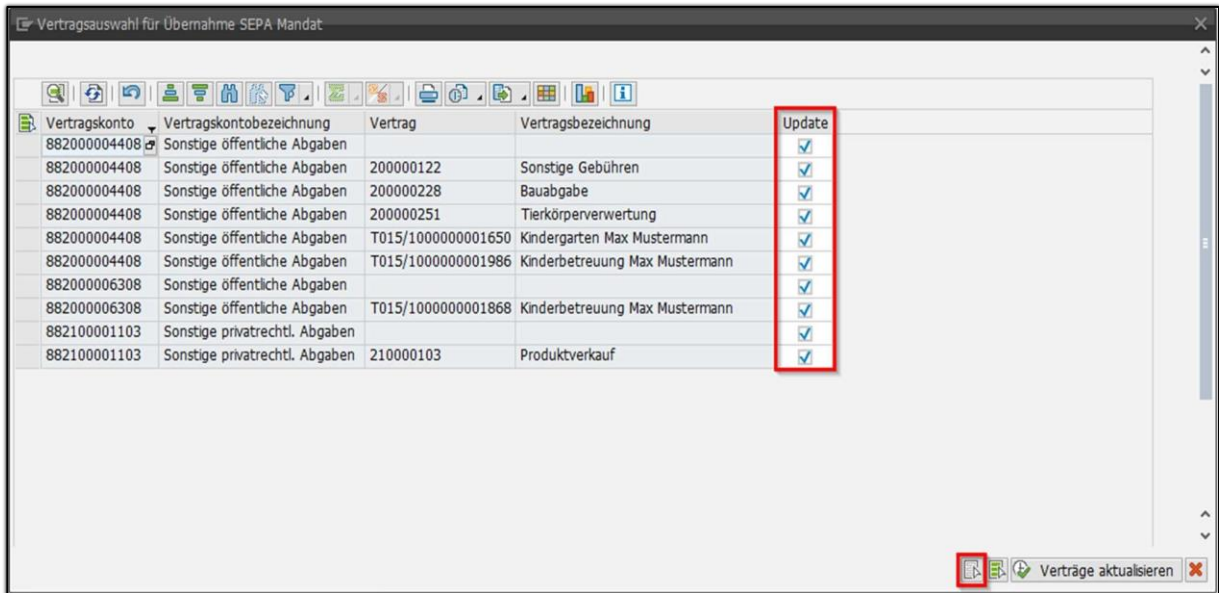 Vertragsauswahl für Übernahme SEPA Mandat
Vertragskonto Vertragskontobezeichnung Vertrag Vertragsbezeichnung Update
882000004408 Sonstige öffentliche Abgaben
882000004408 Sonstige öffentliche Abgaben 200000122 Sonstige Gebühren
882000004408 Sonstige öffentliche Abgaben 200000228 Bauabgabe
882000004408 Sonstige öffentliche Abgaben 200000251 Tierkörperverwertung
882000004408 Sonstige öffentliche Abgaben T015/1000000001650 Kindergarten Max Mustermann
882000004408 Sonstige öffentliche Abgaben T015/1000000001986 Kinderbetreuung Max Mustermann
882000006308 Sonstige öffentliche Abgaben
882000006308 Sonstige öffentliche Abgaben T015/1000000001868 Kinderbetreuung Max Mustermann
882100001103 Sonstige privatrechtl. Abgaben
882100001103 Sonstige privatrechtl. Abgaben 210000103 Produktverkauf
Verträge aktualisieren